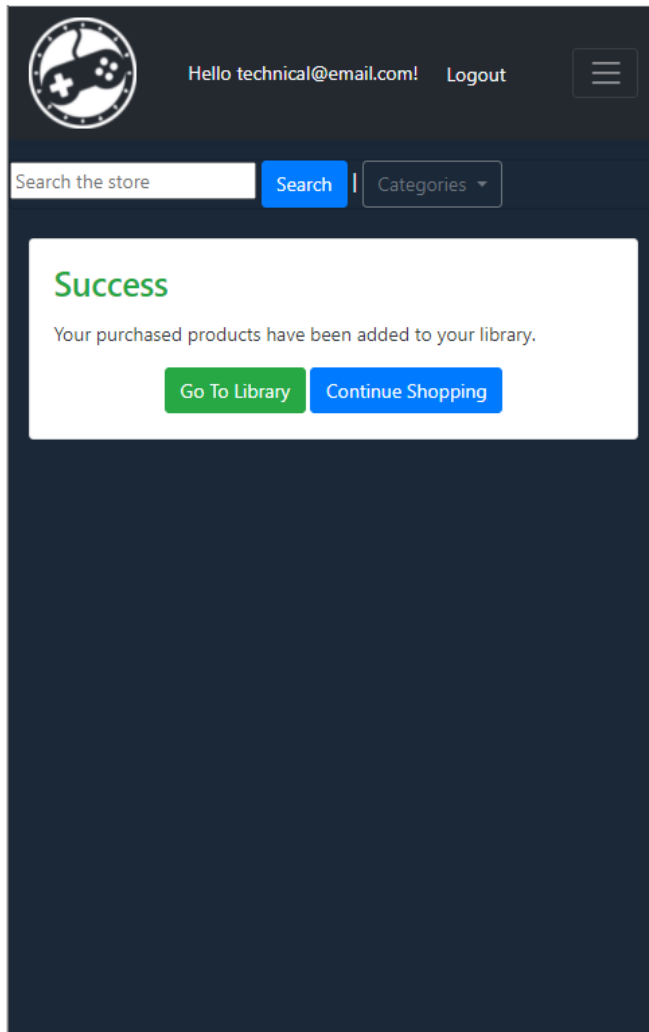 Hello technical@email.com! Logout
Search the store Search | Categories
Success
Your purchased products have been added to your library.
Go To Library Continue Shopping